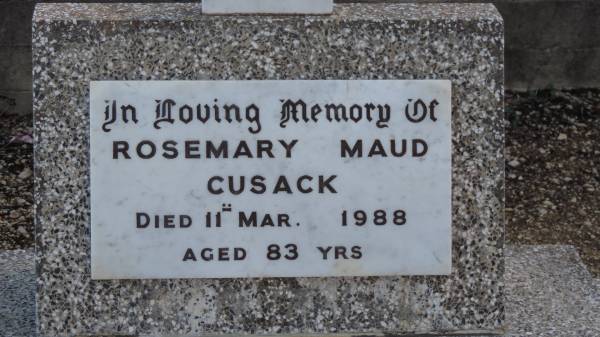 In Loving Memory Of
ROSEMARY MAUD
CUSACK
DIED 11TH MAR. 1988
AGED 83 YRS